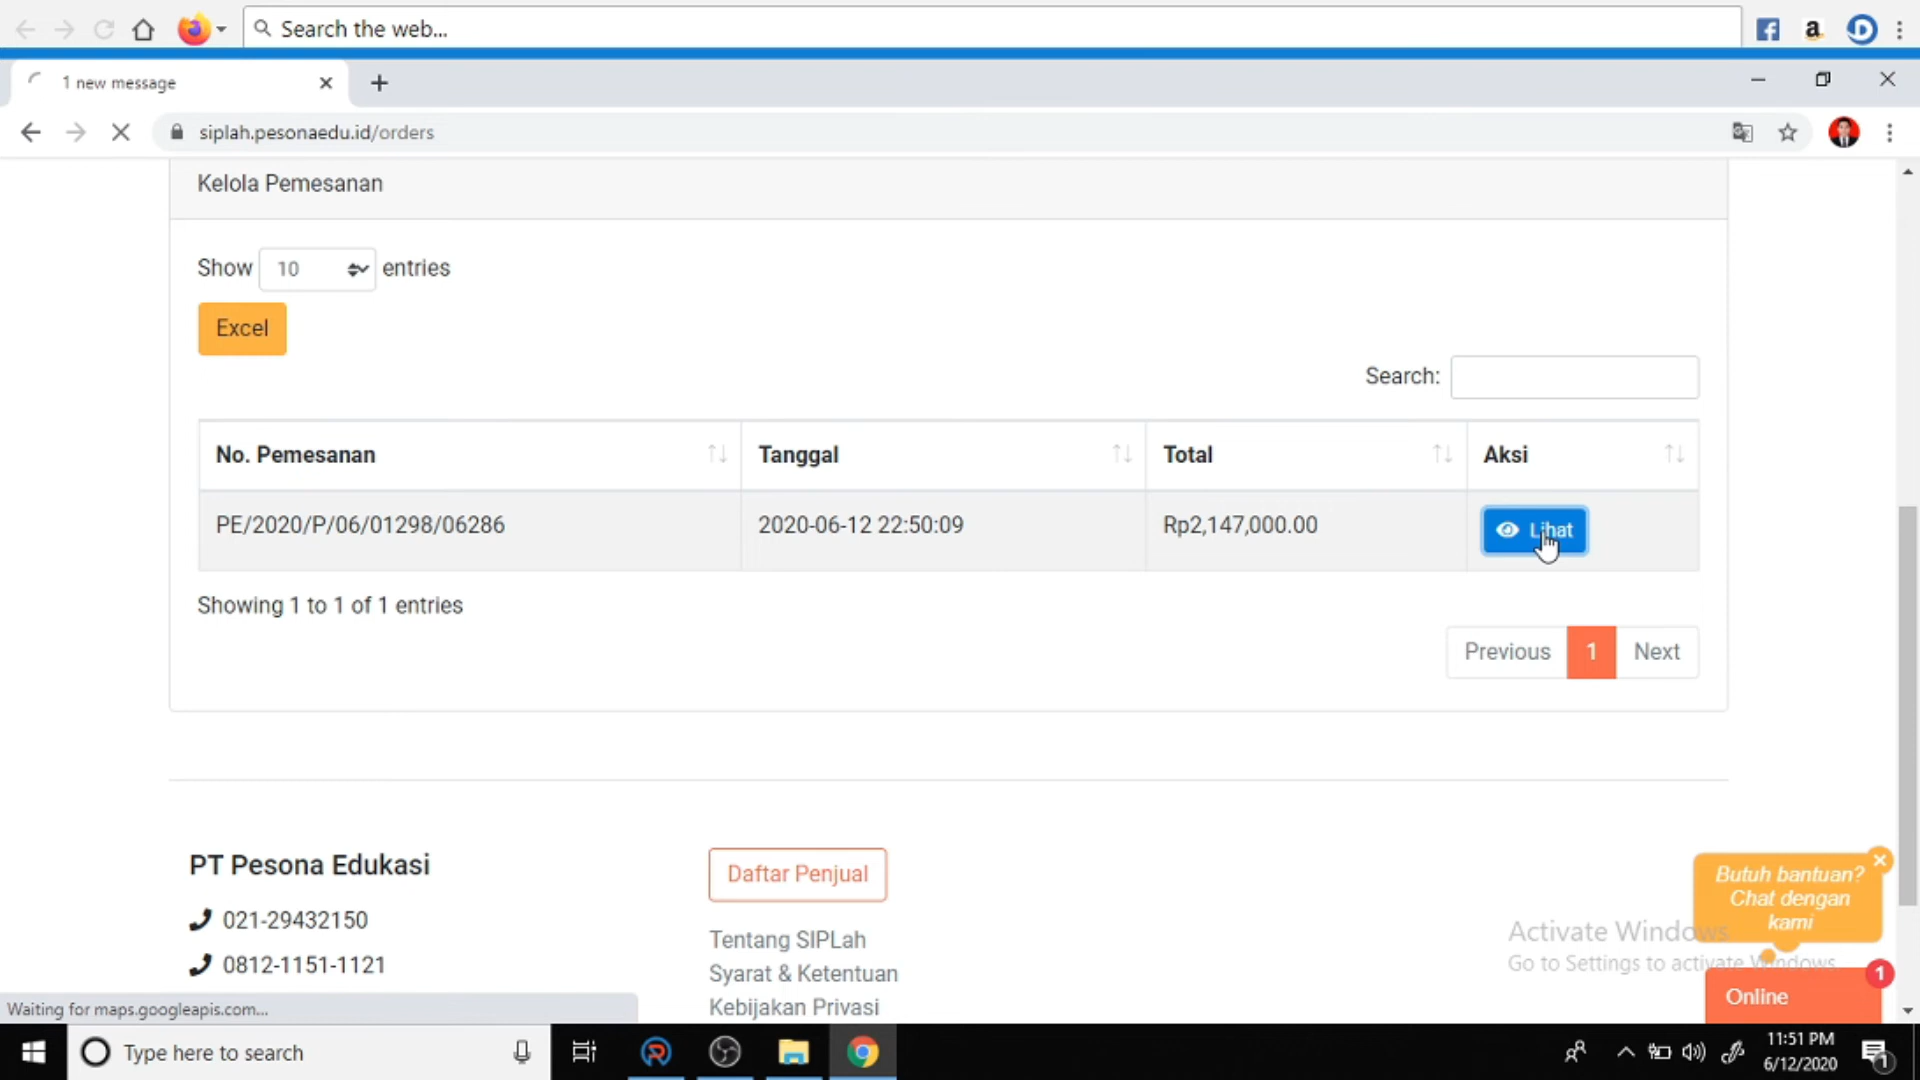 Search the web...
1 new message
siplah.pesonaedu.id/orders
Kelola Pemesanan
Show 10 entries
Excel
Search:
No. Pemesanan Tanggal Total Aksi
PE/2020/P/06/01298/06286 2020-06-12 22:50:09 Rp2,147,000.00 Lihat
Showing 1 to 1 of 1 entries
Previous 1 Next
PT Pesona Edukasi
021-29432150
0812-1151-1121
Daftar Penjual
Tentang SIPLah
Syarat & Ketentuan
Kebijakan Privasi
Butuh bantuan?
Chat dengan
kami
Activate Windows
Go to Settings to activate Windows.
1
Online
Waiting for maps.googleapis.com...
Type here to search
11:51 PM
6/12/2020
1